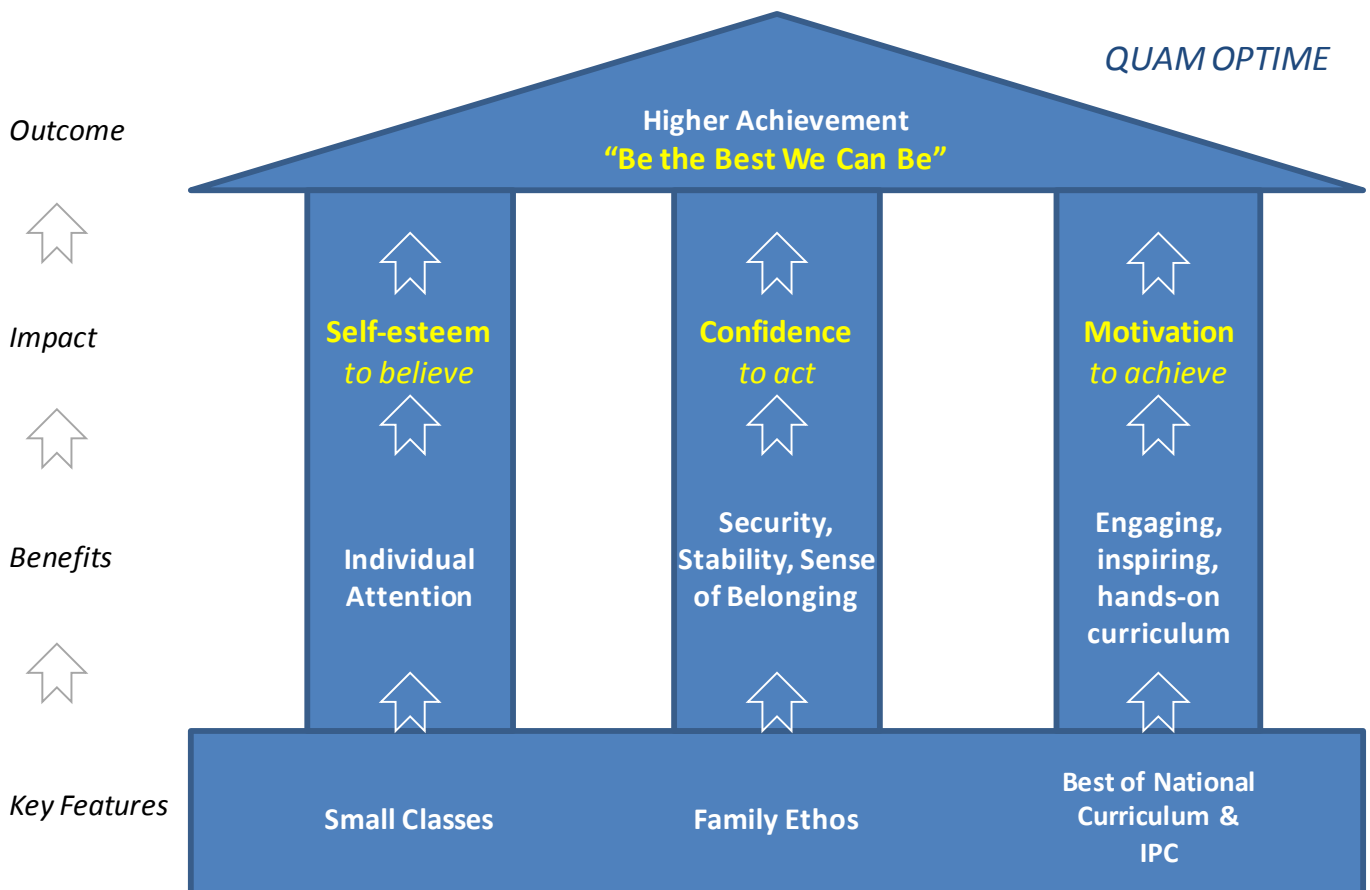 QUAM OPTIME
Outcome
Higher Achievement
“Be the Best We Can Be”
Impact
Self-esteem
to believe
Confidence
to act
Motivation
to achieve
Benefits
Individual
Attention
Security,
Stability, Sense
of Belonging
Engaging,
inspiring,
hands-on
curriculum
Key Features
Small Classes
Family Ethos
Best of National
Curriculum &
IPC